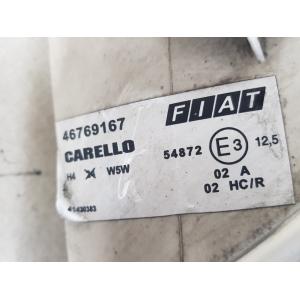 46769167
FIAT
CARELLO
54872 E3 12,5
H4 W5W
02 A
02 HC/R